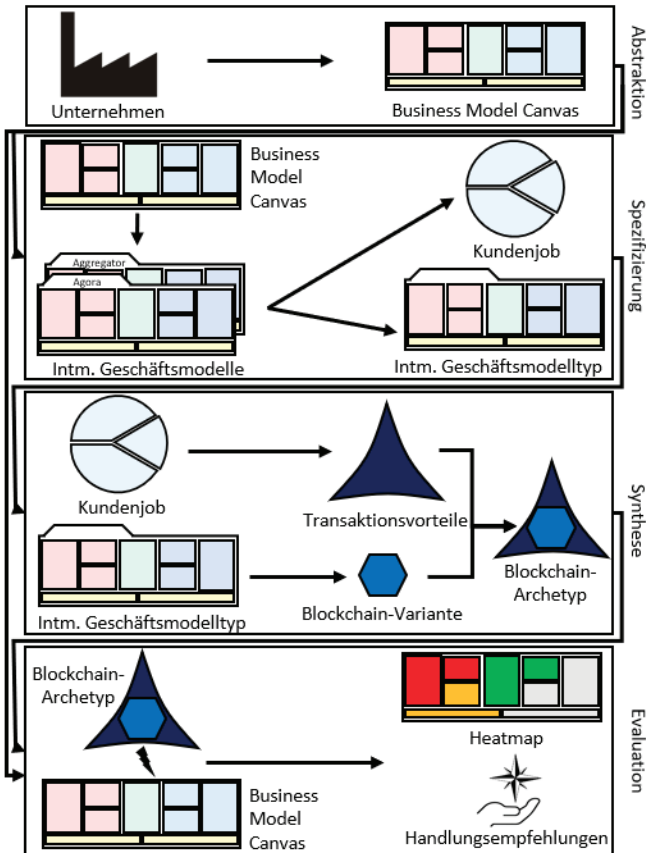 Unternehmen
Business Model Canvas
Abstraktion
Business
Model
Canvas
Aggregator
Agora
Intm. Geschäftsmodelle
Kundenjob
Intm. Geschäftsmodelltyp
Spezifizierung
Kundenjob
Transaktionsvorteile
Intm. Geschäftsmodelltyp
Blockchain-Variante
Blockchain-
Archetyp
Synthese
Blockchain-
Archetyp
Business
Model
Canvas
Heatmap
Handlungsempfehlungen
Evaluation